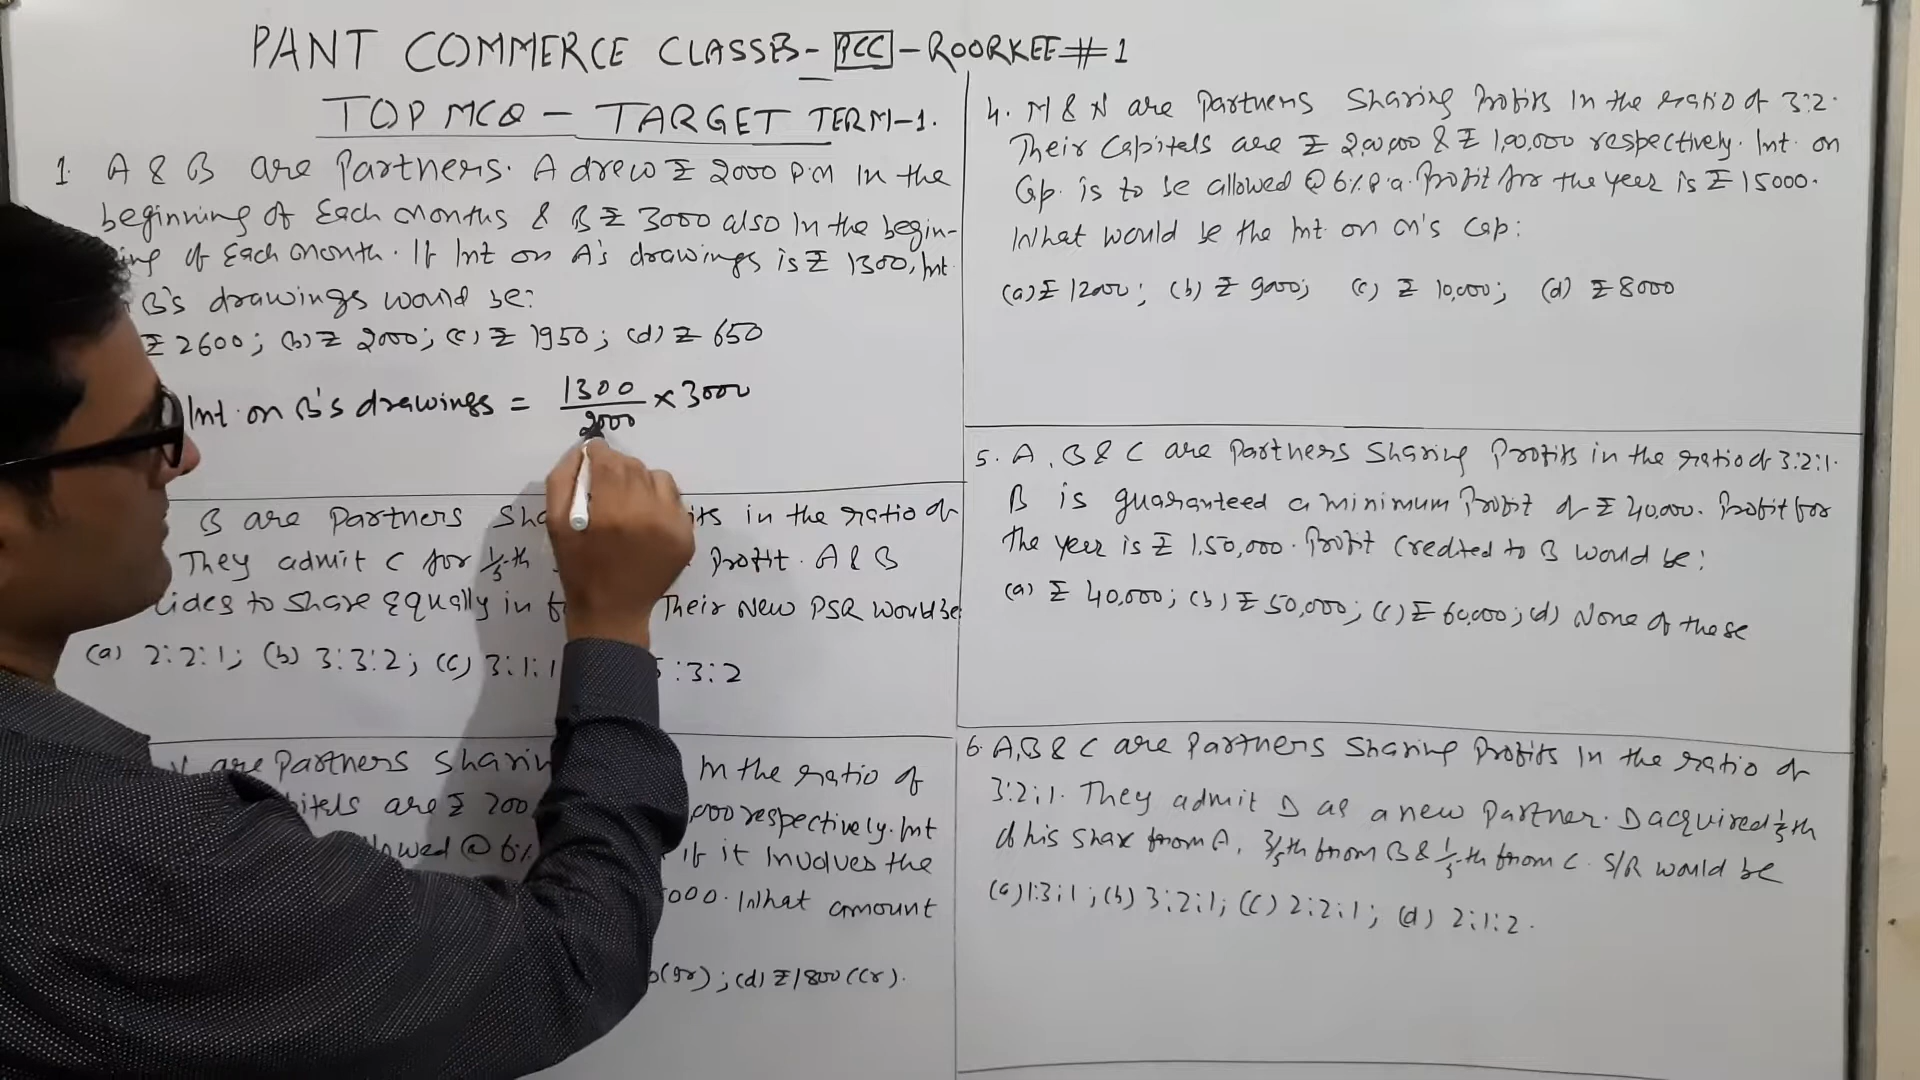 PANT COMMERCE CLASSES-PCC-ROORKEE#1
TOP MCQ - TARGET TERM-1.
1. A & B are Partners. A drew ₹ 2000 P.M in the
beginning of Each months & B ₹ 3000 also in the begin-
ing of Each month. If Int on A's drawings is ₹ 1300, Int
B's drawings would be:
₹ 2600; (b) ₹ 2000; (c) ₹ 1950; (d) ₹ 650
Int. on B's drawings = 1300/2000 × 3000
B are Partners in the ratio of
They admit C for 1/5th Profit. A & B
cides to share Equally in Their New PSR would be
(a) 2:2:1; (b) 3:3:2; (c) 3:1:1 :3:2
are Partners Sharin In the ratio of
pitals are ₹ 200 ,000 respectively. Int
lowed @ 6% If it involves the
000. What amount
(d) ₹1800 (Cr).
4. M & N are Partners Sharing Profits In the ratio of 3:2.
Their Capitals are ₹ 2,00,000 & ₹ 1,00,000 respectively. Int. on
Cap. is to be allowed @ 6% P.a. Profit for the year is ₹ 15000.
What would be the Int on M's Cap:
(a) ₹ 12000; (b) ₹ 9000; (c) ₹ 10,000; (d) ₹ 8000
5. A, B & C are Partners Sharing Profits in the ratio of 3:2:1.
B is guaranteed a minimum Profit of ₹ 40,000. Profit for
the year is ₹ 1,50,000. Profit Credited to B would be:
(a) ₹ 40,000; (b) ₹ 50,000; (c) ₹ 60,000; (d) None of these
6. A, B & C are Partners Sharing Profits In the ratio of
3:2:1. They admit D as a new Partner. D acquired 1/5th
of his Share from A, 3/5th from B & 1/5th from C. S/R would be
(a) 1:3:1; (b) 3:2:1; (c) 2:2:1; (d) 2:1:2.